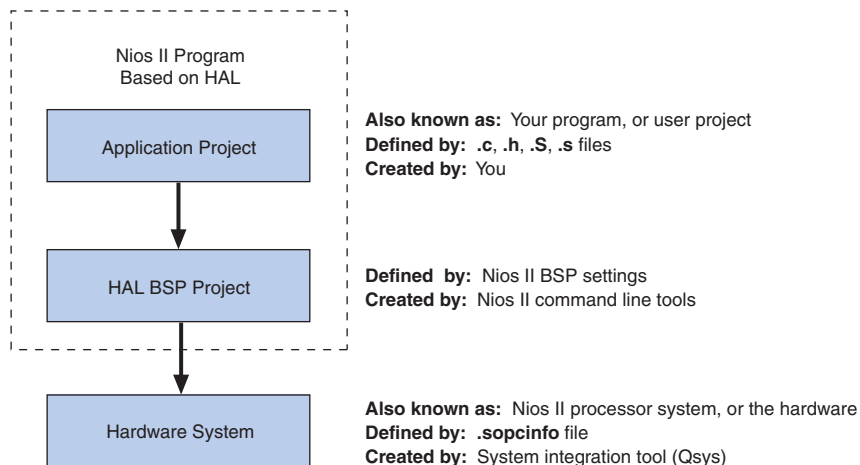 Nios II Program
Based on HAL
Application Project
Also known as: Your program, or user project
Defined by: .c, .h, .S, .s files
Created by: You
HAL BSP Project
Defined by: Nios II BSP settings
Created by: Nios II command line tools
Hardware System
Also known as: Nios II processor system, or the hardware
Defined by: .sopcinfo file
Created by: System integration tool (Qsys)